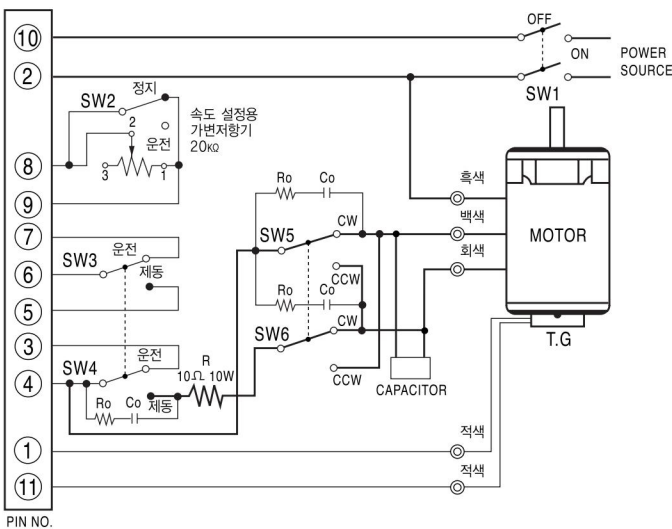 OFF
ON
POWER
SOURCE
SW1
10
2
정지
SW2
2
운전
3
1
속도 설정용
가변저항기
20KΩ
8
9
7
6
5
3
4
1
11
SW3
운전
제동
SW4
운전
제동
R
10Ω 10W
Ro
Co
Ro
Co
SW5
CW
CCW
Ro
Co
SW6
CW
CCW
CAPACITOR
흑색
백색
회색
MOTOR
T.G
적색
적색
PIN NO.